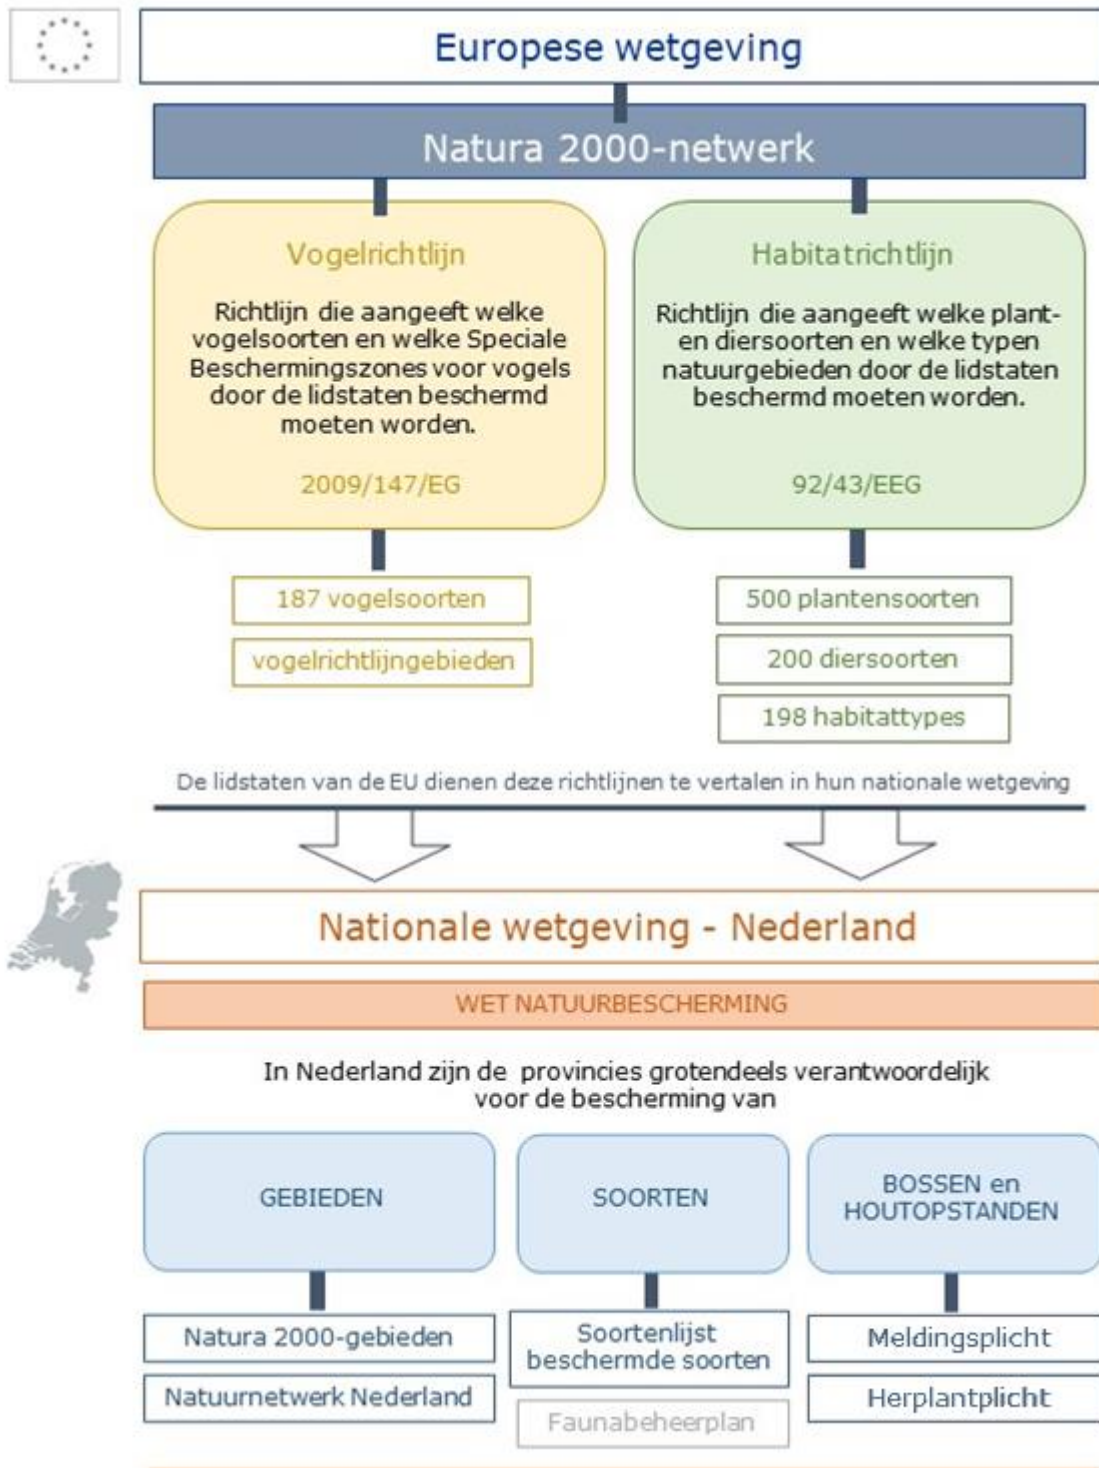 Europese wetgeving
Natura 2000-netwerk
Vogelrichtlijn
Richtlijn die aangeeft welke
vogelsoorten en welke Speciale
Beschermingszones voor vogels
door de lidstaten beschermd
moeten worden.
2009/147/EG
187 vogelsoorten
vogelrichtlijngebieden
Habitatrichtlijn
Richtlijn die aangeeft welke plant-
en diersoorten en welke typen
natuurgebieden door de lidstaten
beschermd moeten worden.
92/43/EEG
500 plantensoorten
200 diersoorten
198 habitattypes
De lidstaten van de EU dienen deze richtlijnen te vertalen in hun nationale wetgeving
Nationale wetgeving - Nederland
WET NATUURBESCHERMING
In Nederland zijn de provincies grotendeels verantwoordelijk
voor de bescherming van
GEBIEDEN
Natura 2000-gebieden
Natuurnetwerk Nederland
SOORTEN
Soortenlijst
beschermde soorten
Faunabeheerplan
BOSSEN en
HOUTOPSTANDEN
Meldingsplicht
Herplantplicht